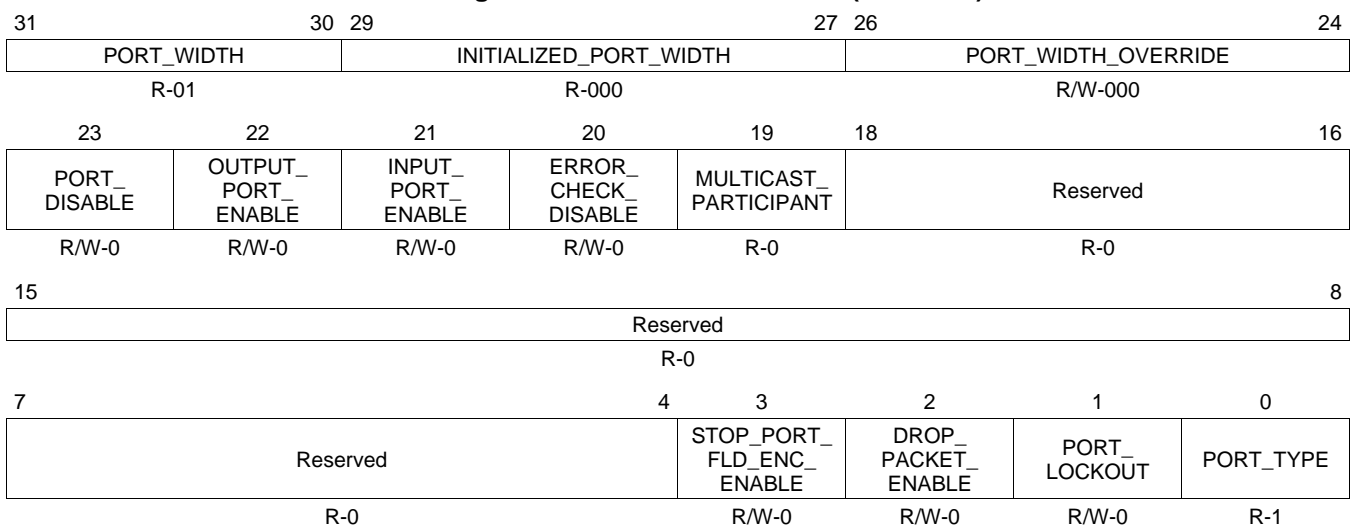 31 30 29 27 26 24
PORT_WIDTH INITIALIZED_PORT_WIDTH PORT_WIDTH_OVERRIDE
R-01 R-000 R/W-000
23 22 21 20 19 18 16
PORT_ DISABLE OUTPUT_ PORT_ ENABLE INPUT_ PORT_ ENABLE ERROR_ CHECK_ DISABLE MULTICAST_ PARTICIPANT Reserved
R/W-0 R/W-0 R/W-0 R/W-0 R-0 R-0
15 8
Reserved
R-0
7 4 3 2 1 0
Reserved STOP_PORT_ FLD_ENC_ ENABLE DROP_ PACKET_ ENABLE PORT_ LOCKOUT PORT_TYPE
R-0 R/W-0 R/W-0 R/W-0 R-1